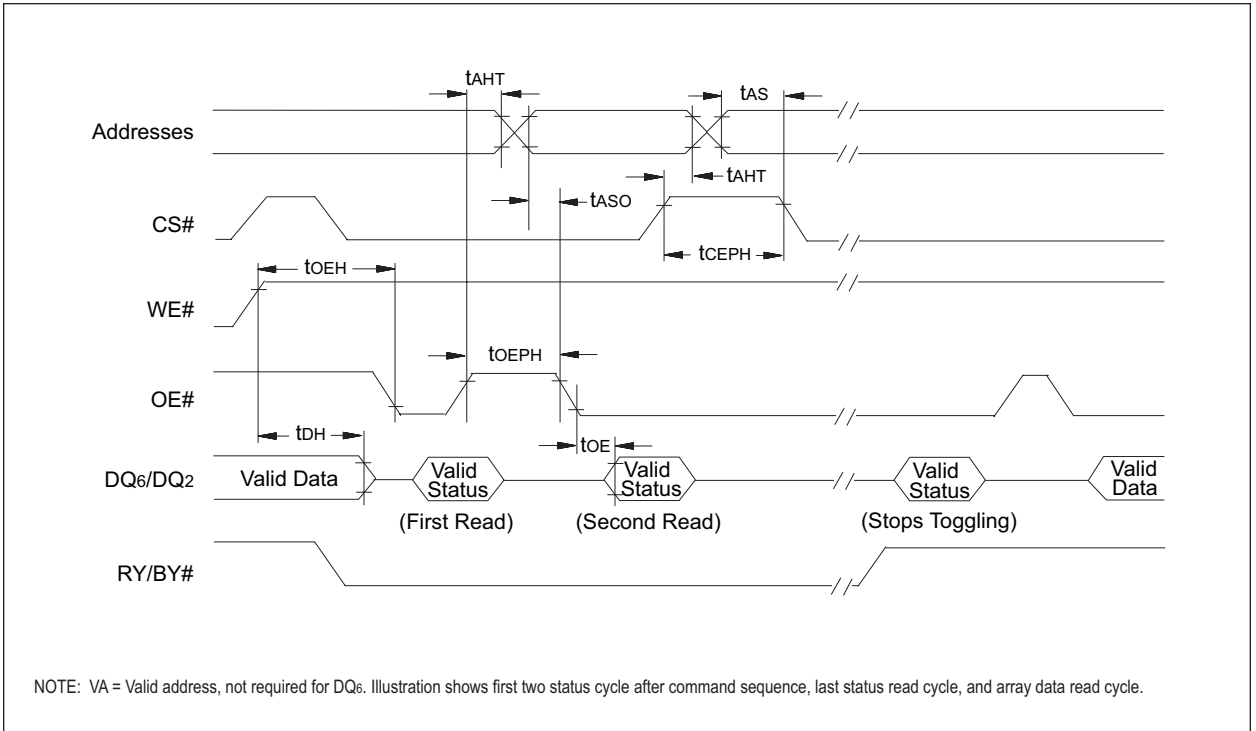 tAHT
tAS
Addresses
//
//
tAHT
tASO
CS#
//
tCEPH
tOEH
WE#
//
tOEPH
OE#
//
tDH
tOE
DQ6/DQ2
Valid Data
Valid
Status
Valid
Status
//
Valid
Status
Valid
Data
(First Read)
(Second Read)
(Stops Toggling)
RY/BY#
//
NOTE: VA = Valid address, not required for DQ6. Illustration shows first two status cycle after command sequence, last status read cycle, and array data read cycle.